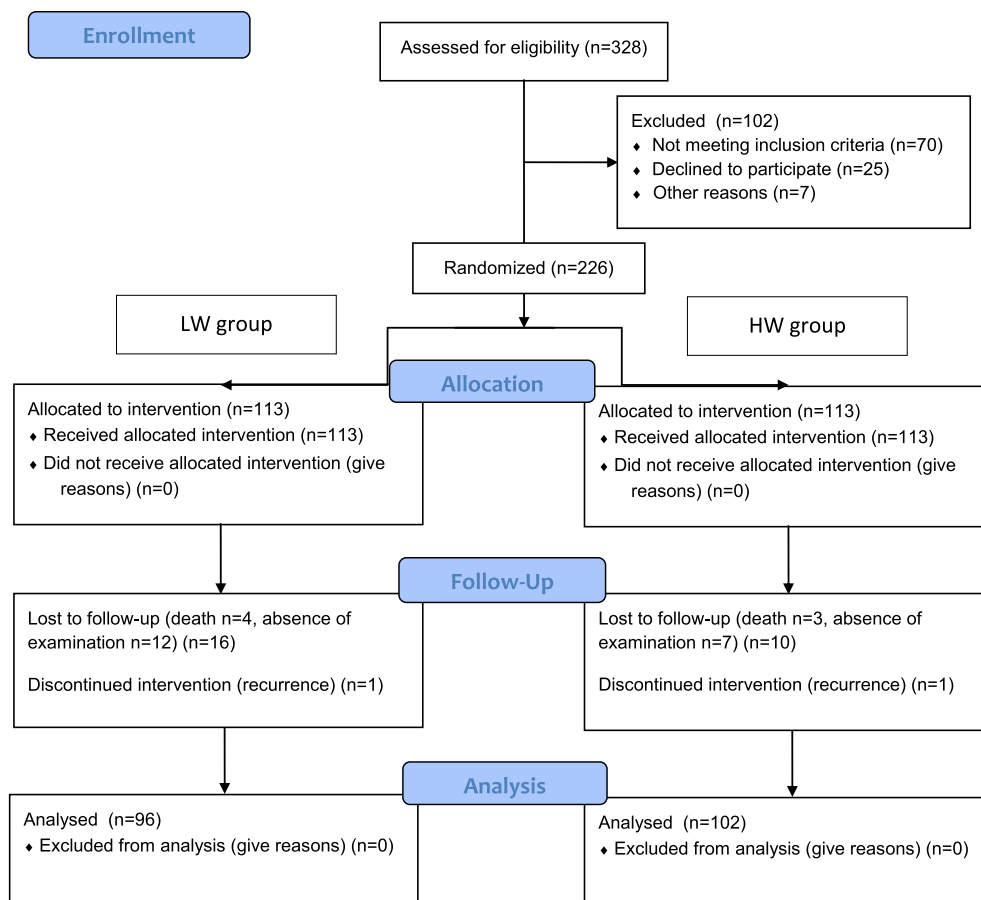 Enrollment
Assessed for eligibility (n=328)
Excluded (n=102)
♦ Not meeting inclusion criteria (n=70)
♦ Declined to participate (n=25)
♦ Other reasons (n=7)
Randomized (n=226)
LW group
HW group
Allocation
Allocated to intervention (n=113)
♦ Received allocated intervention (n=113)
♦ Did not receive allocated intervention (give
reasons) (n=0)
Allocated to intervention (n=113)
♦ Received allocated intervention (n=113)
♦ Did not receive allocated intervention (give
reasons) (n=0)
Follow-Up
Lost to follow-up (death n=4, absence of
examination n=12) (n=16)
Discontinued intervention (recurrence) (n=1)
Lost to follow-up (death n=3, absence of
examination n=7) (n=10)
Discontinued intervention (recurrence) (n=1)
Analysis
Analysed (n=96)
♦ Excluded from analysis (give reasons) (n=0)
Analysed (n=102)
♦ Excluded from analysis (give reasons) (n=0)